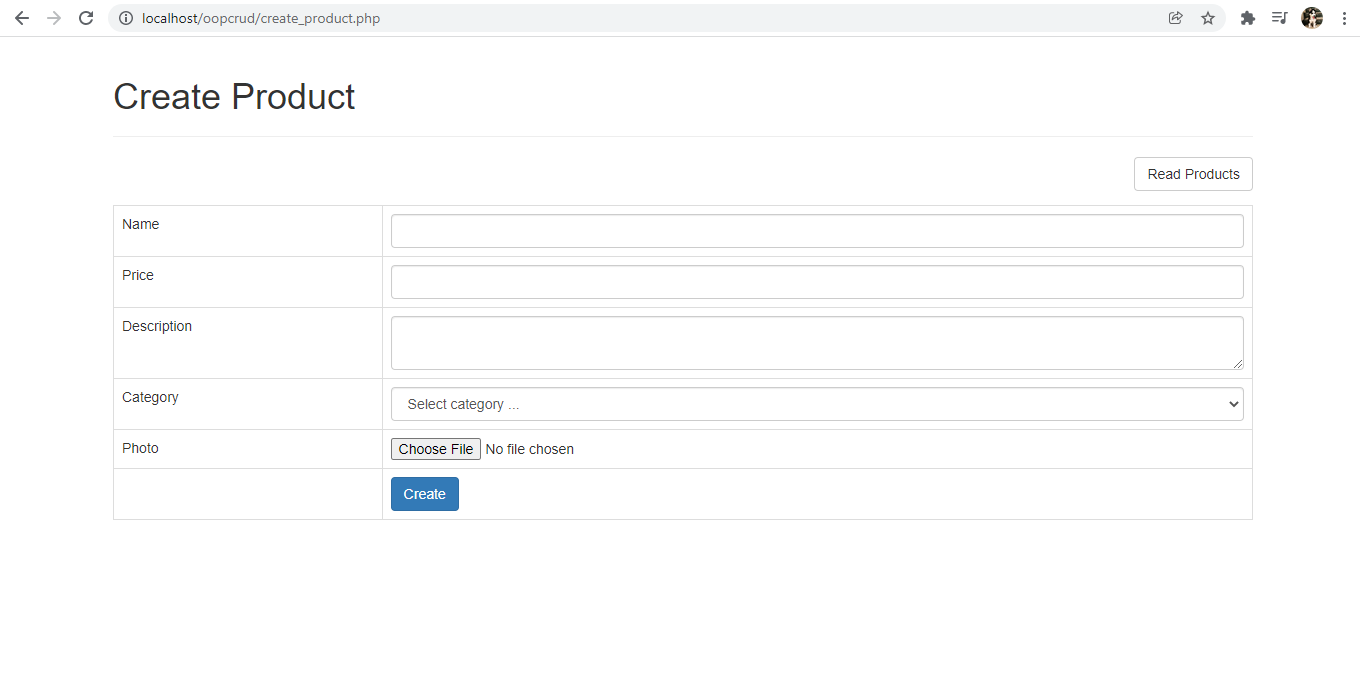 localhost/oopcrud/create_product.php
Create Product
Read Products
Name
Price
Description
Category
Select category ...
Photo
Choose File No file chosen
Create